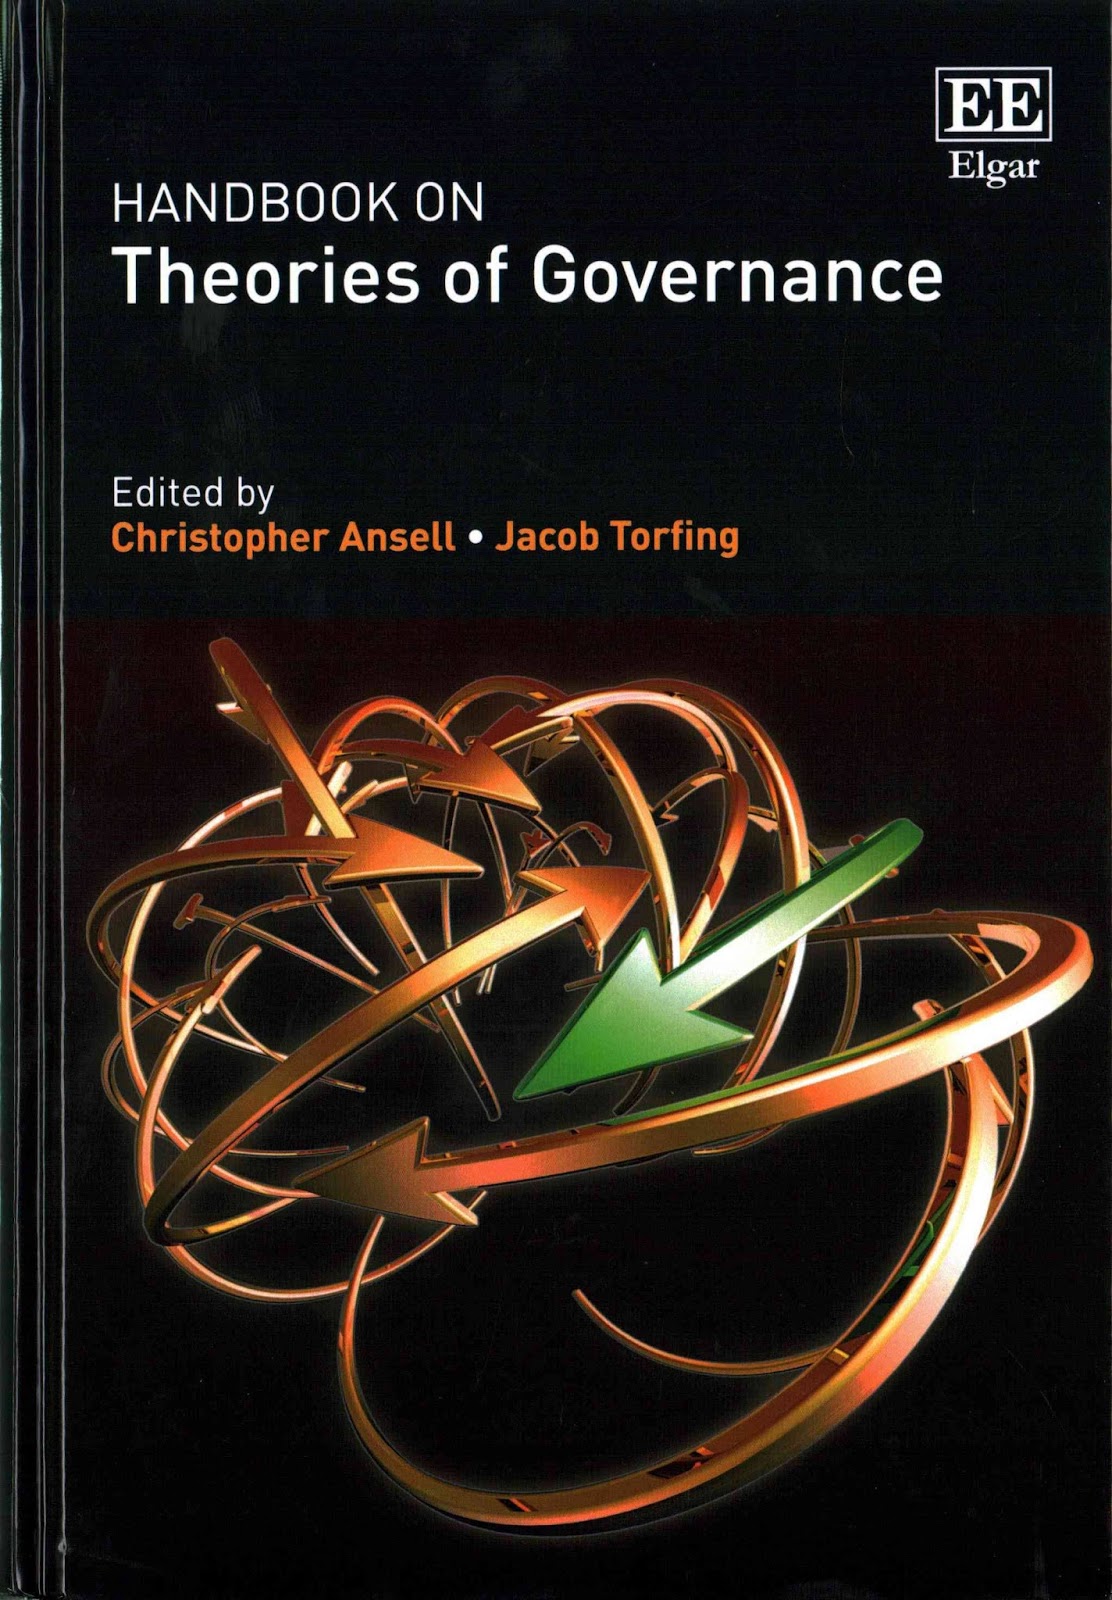 EE
Elgar
HANDBOOK ON
Theories of Governance
Edited by
Christopher Ansell • Jacob Torfing